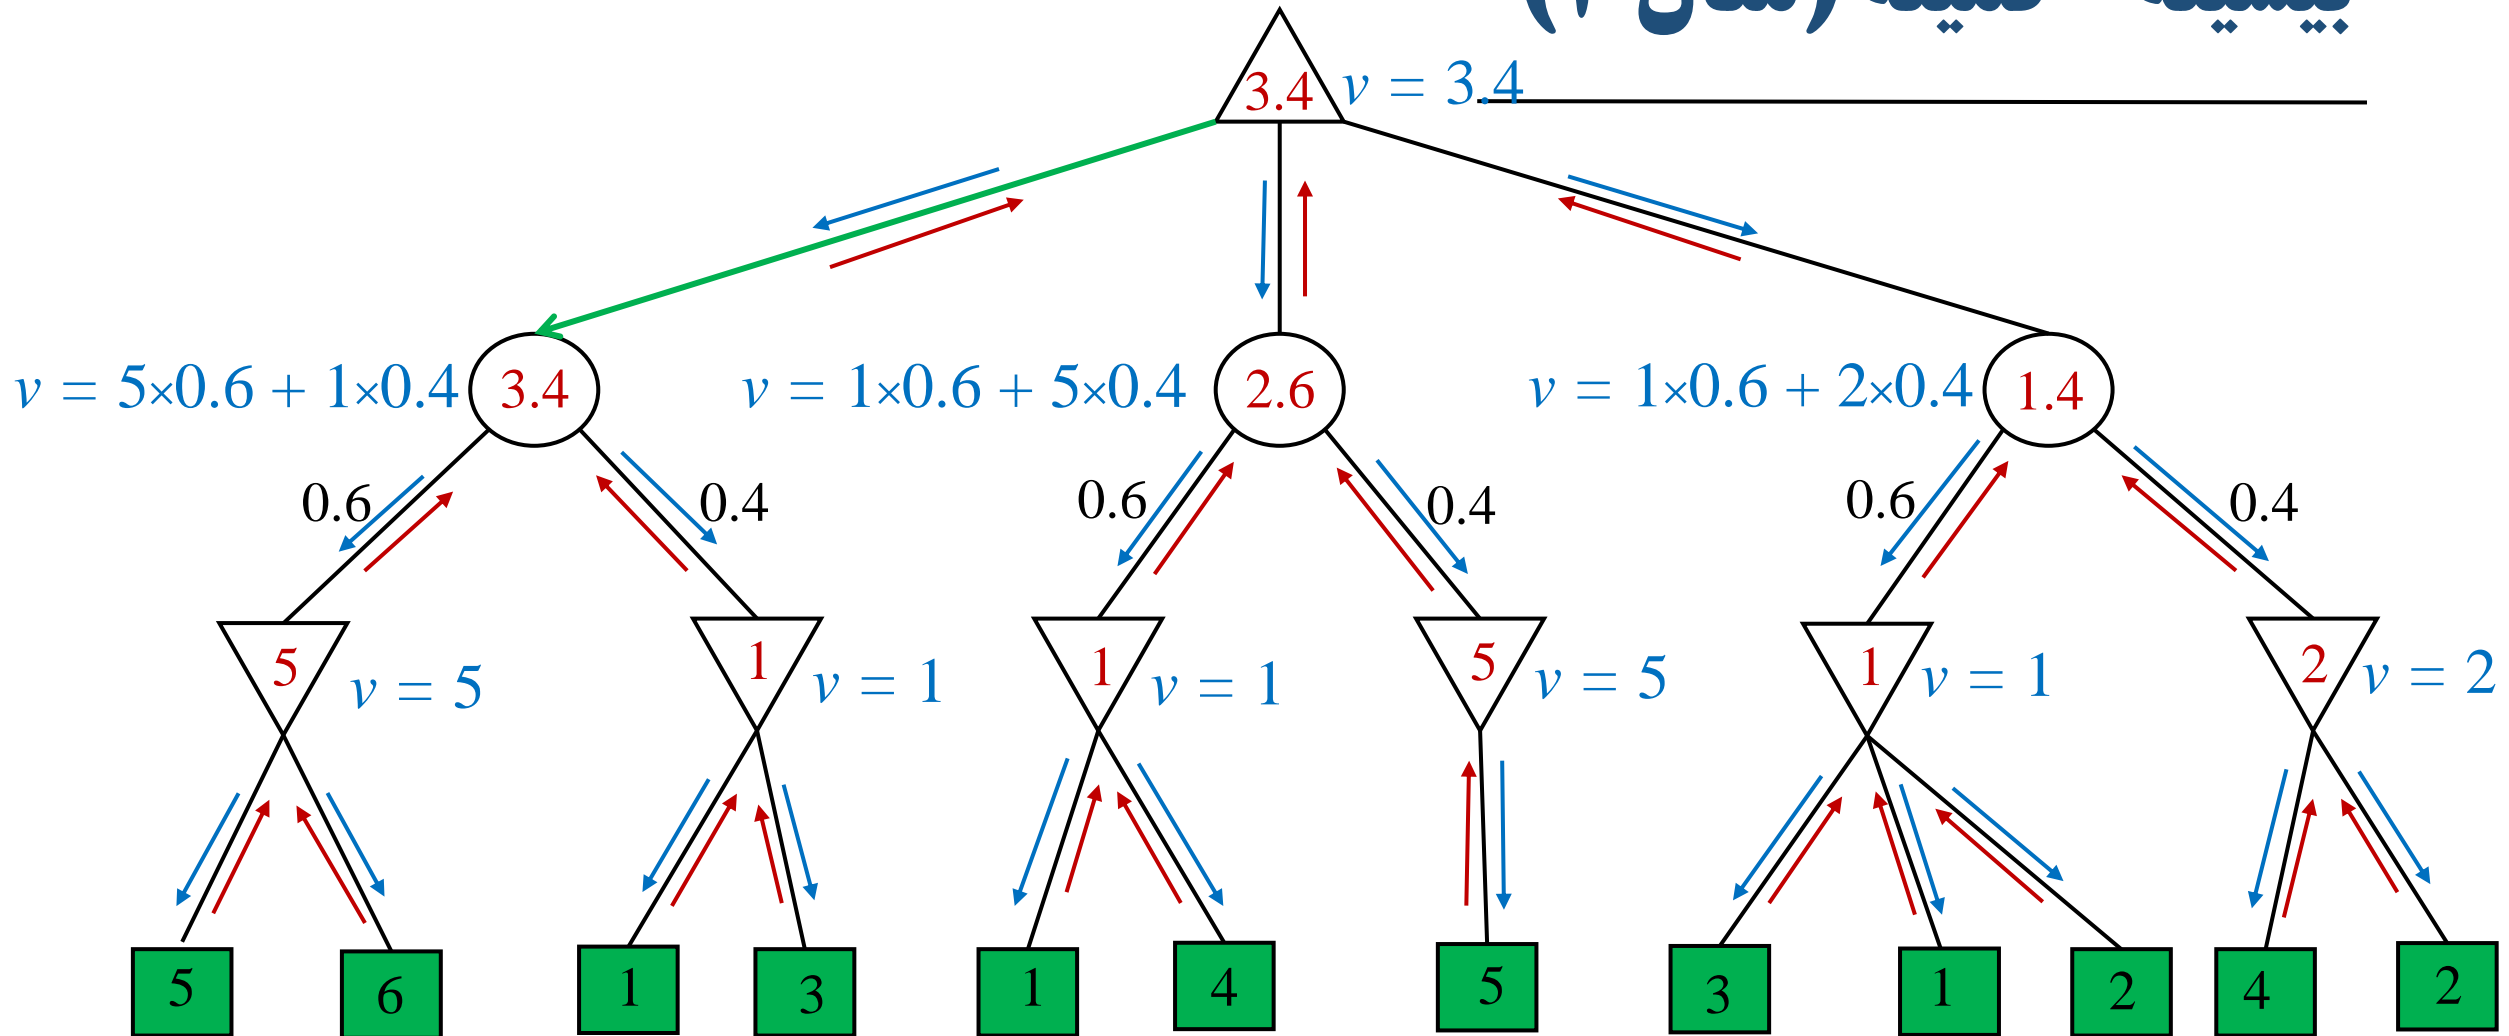 3.4 v = 3.4
v = 5×0.6 + 1×0.4 3.4 v = 1×0.6 + 5×0.4 2.6 v = 1×0.6 + 2×0.4 1.4
0.6 0.4 0.6 0.4 0.6 0.4
5 v = 5 1 v = 1 1 v = 1 5 v = 5 1 v = 1 2 v = 2
5 6 1 3 1 4 5 3 1 2 4 2